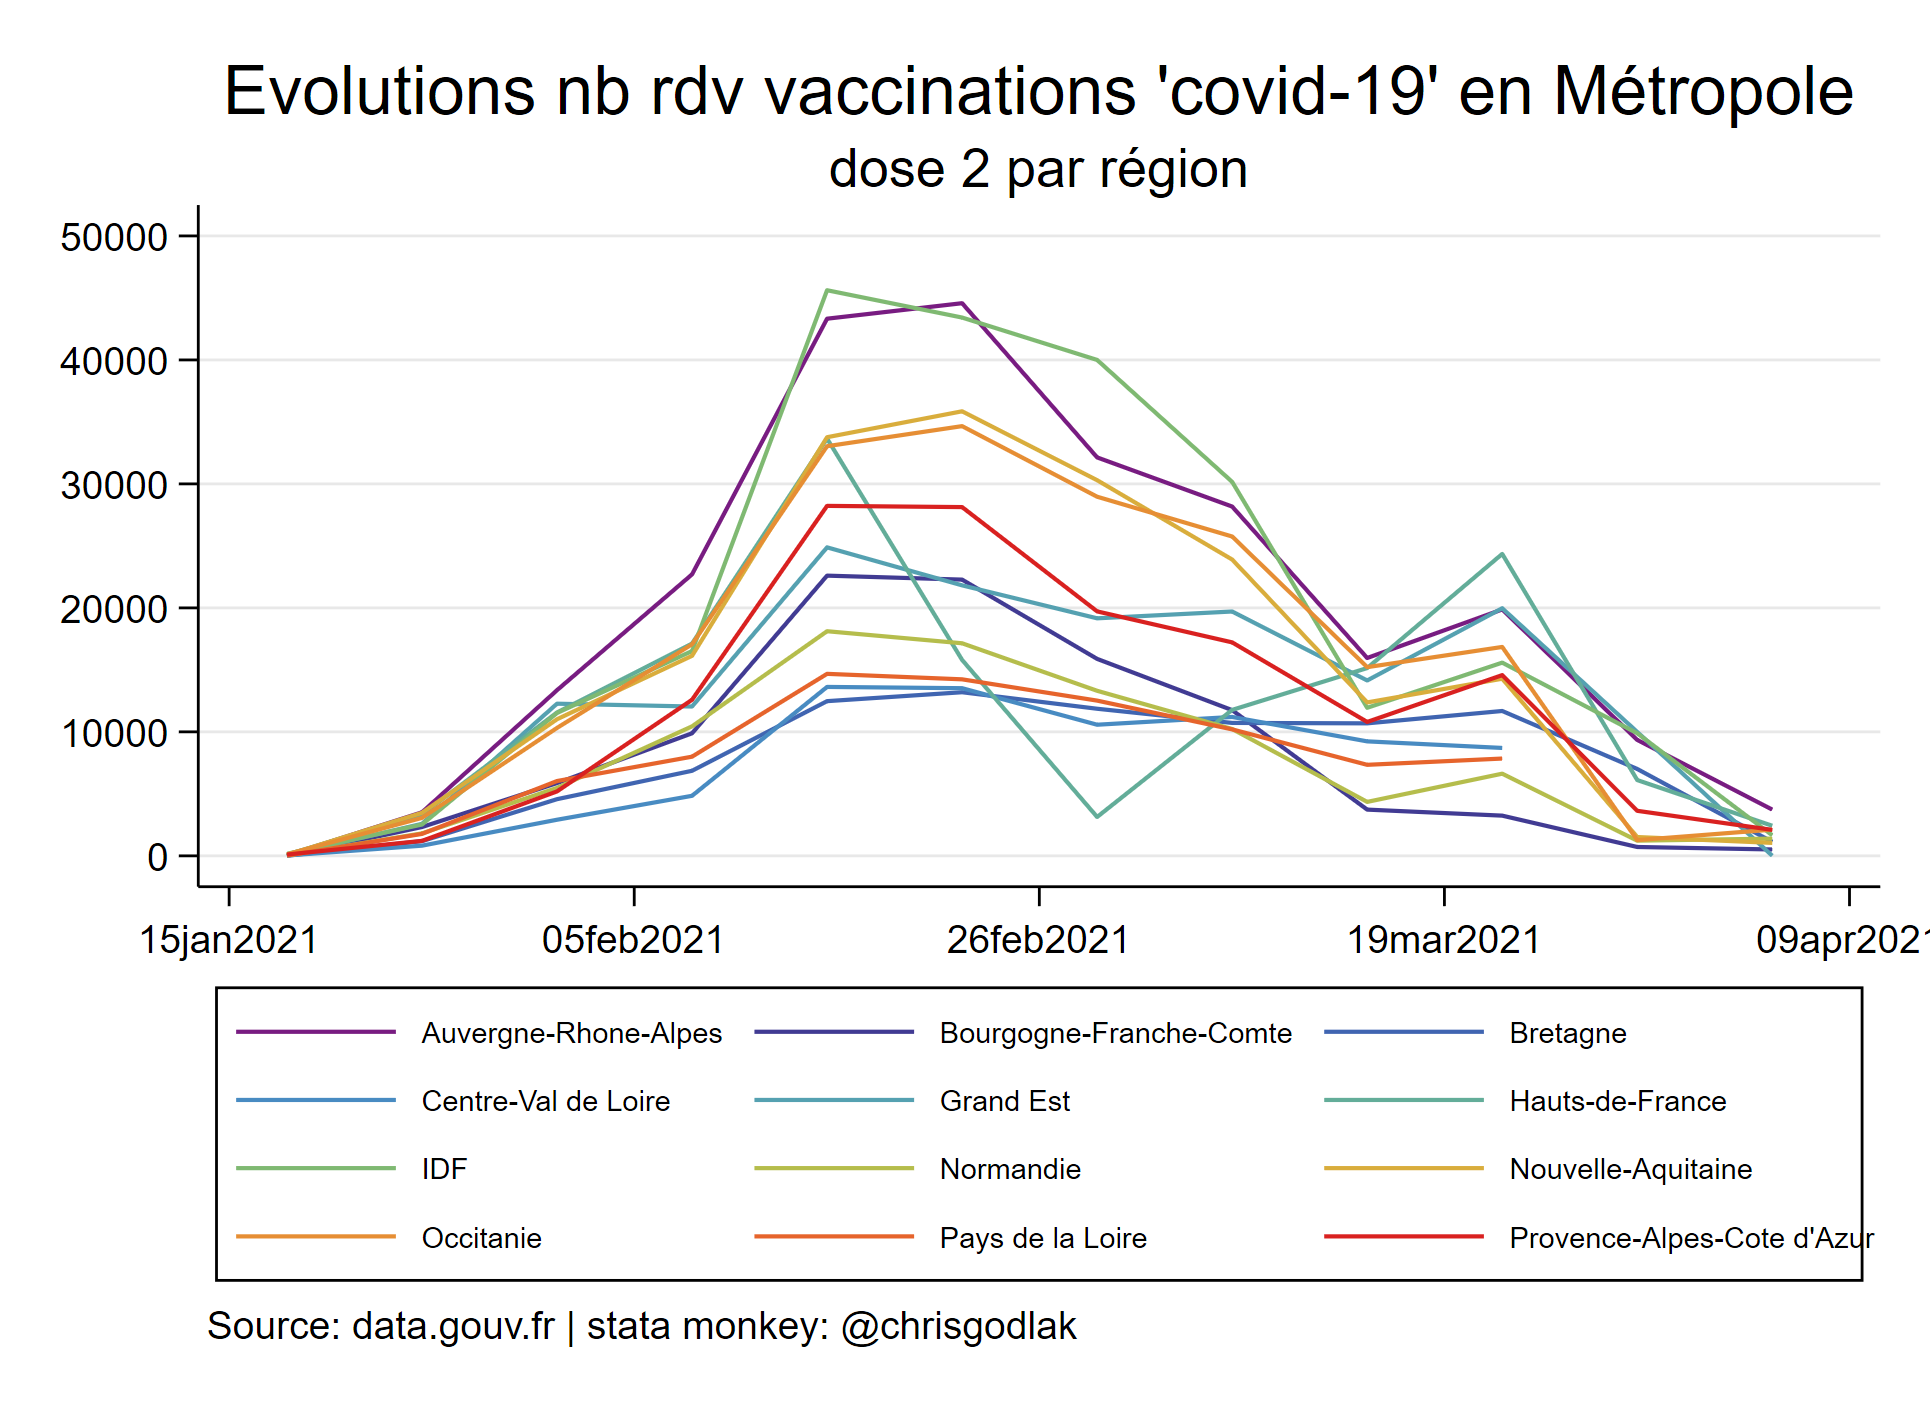 Evolutions nb rdv vaccinations 'covid-19' en Métropole
dose 2 par région
50000
40000
30000
20000
10000
0
15jan2021 05feb2021 26feb2021 19mar2021 09apr2021
Auvergne-Rhone-Alpes Bourgogne-Franche-Comte Bretagne
Centre-Val de Loire Grand Est Hauts-de-France
IDF Normandie Nouvelle-Aquitaine
Occitanie Pays de la Loire Provence-Alpes-Cote d'Azur
Source: data.gouv.fr | stata monkey: @chrisgodlak